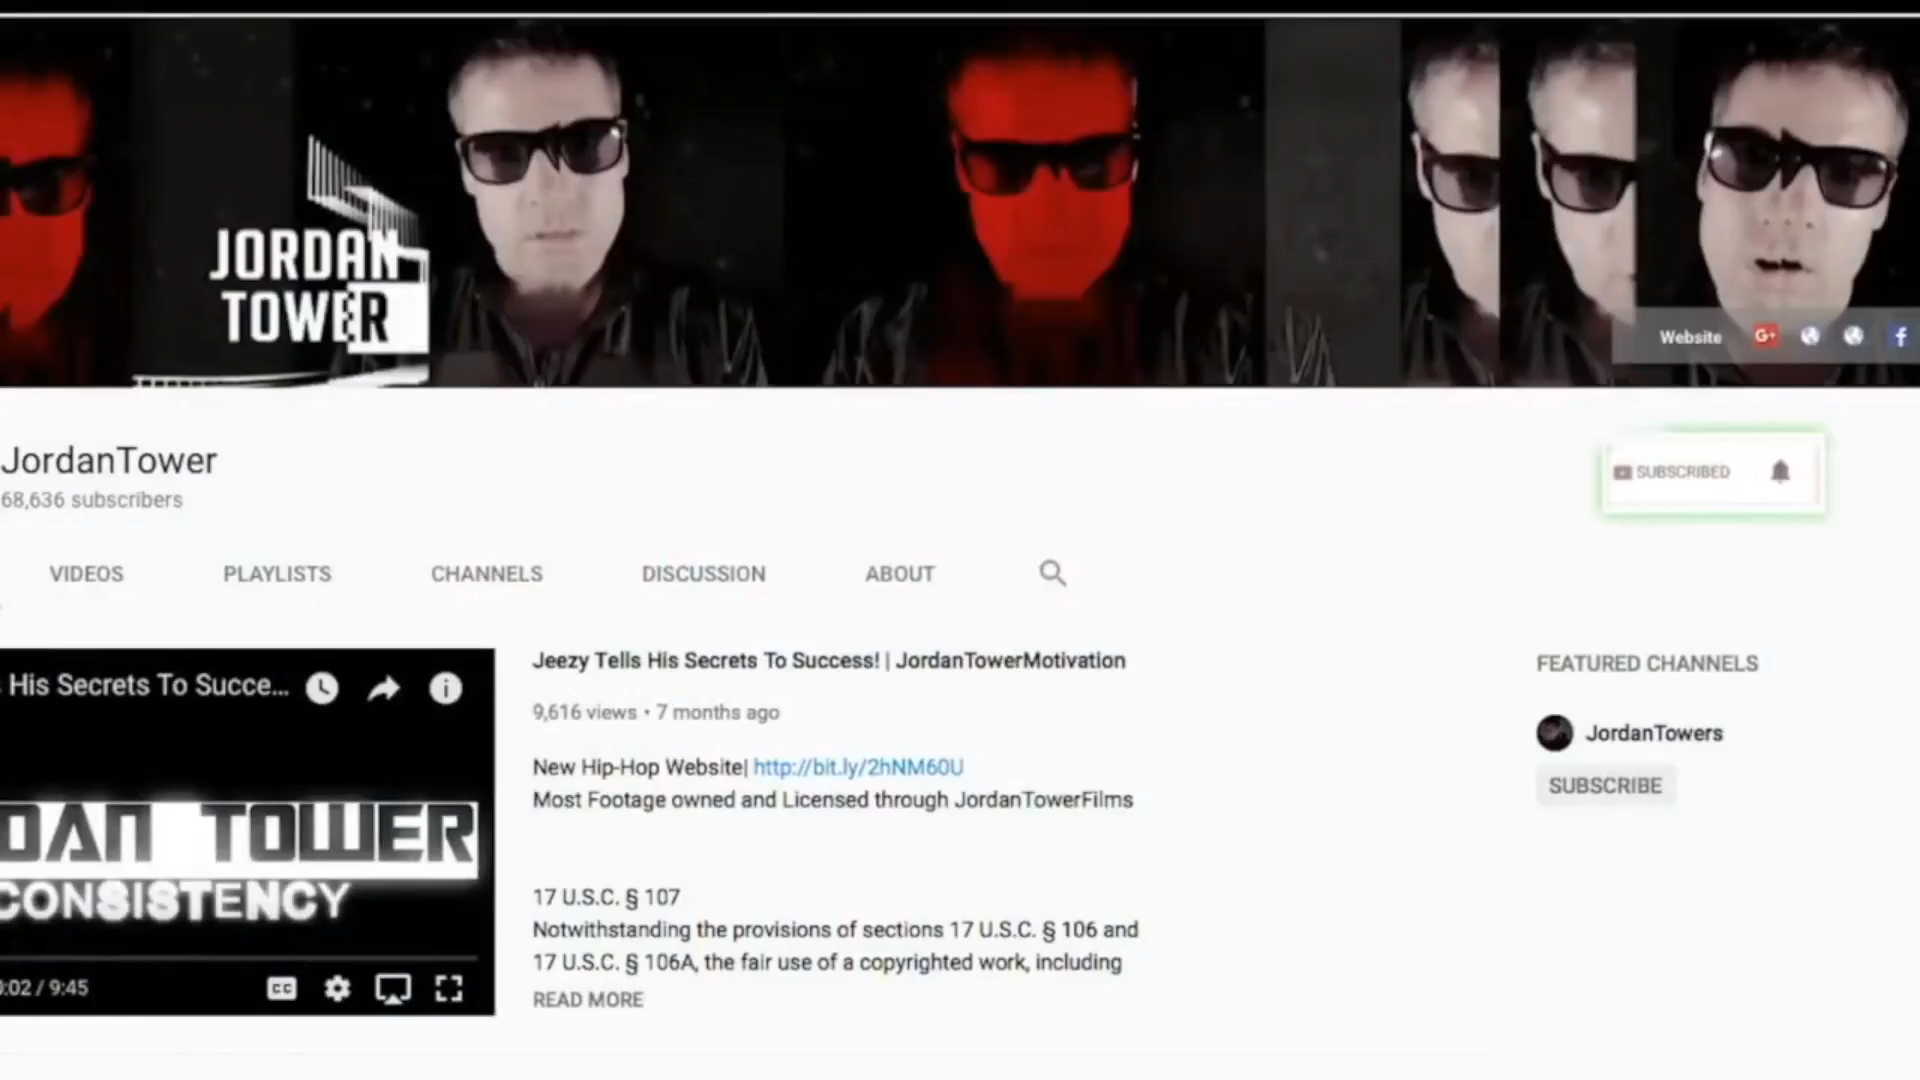 JORDAN
TOWER
Website
G+
JordanTower
68,636 subscribers
SUBSCRIBED
VIDEOS
PLAYLISTS
CHANNELS
DISCUSSION
ABOUT
His Secrets To Succe...
DAN TOWER
CONSISTENCY
0:02 / 9:45
CC
Jeezy Tells His Secrets To Success! | JordanTowerMotivation
9,616 views • 7 months ago
New Hip-Hop Website| http://bit.ly/2hNM60U
Most Footage owned and Licensed through JordanTowerFilms
17 U.S.C. § 107
Notwithstanding the provisions of sections 17 U.S.C. § 106 and
17 U.S.C. § 106A, the fair use of a copyrighted work, including
READ MORE
FEATURED CHANNELS
JordanTowers
SUBSCRIBE